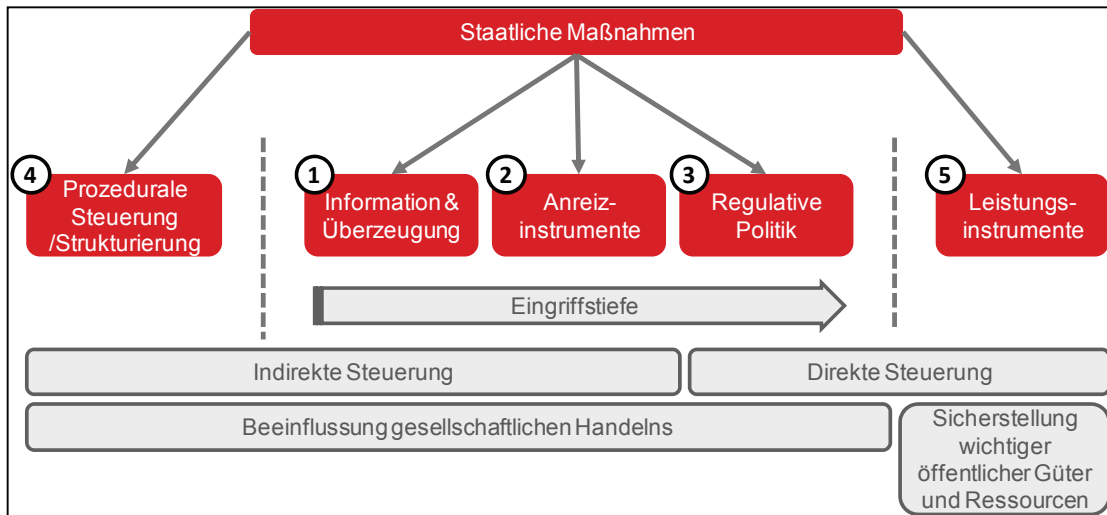 Staatliche Maßnahmen
4
Prozedurale
Steuerung
/Strukturierung
1
Information &
Überzeugung
2
Anreiz-
instrumente
3
Regulative
Politik
5
Leistungs-
instrumente
Eingriffstiefe
Indirekte Steuerung
Direkte Steuerung
Beeinflussung gesellschaftlichen Handelns
Sicherstellung
wichtiger
öffentlicher Güter
und Ressourcen